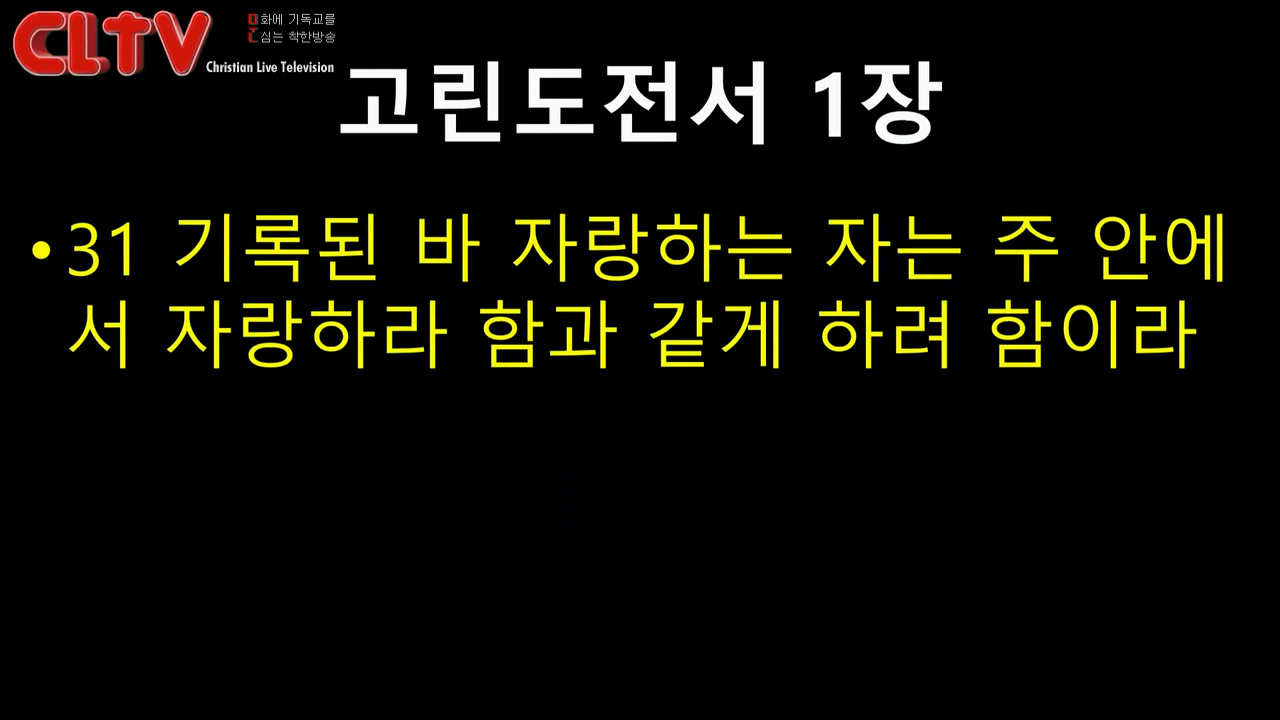 CLTV
문화에 기독교를
심는 착한방송
Christian Live Television
고린도전서 1장
• 31 기록된 바 자랑하는 자는 주 안에
서 자랑하라 함과 같게 하려 함이라